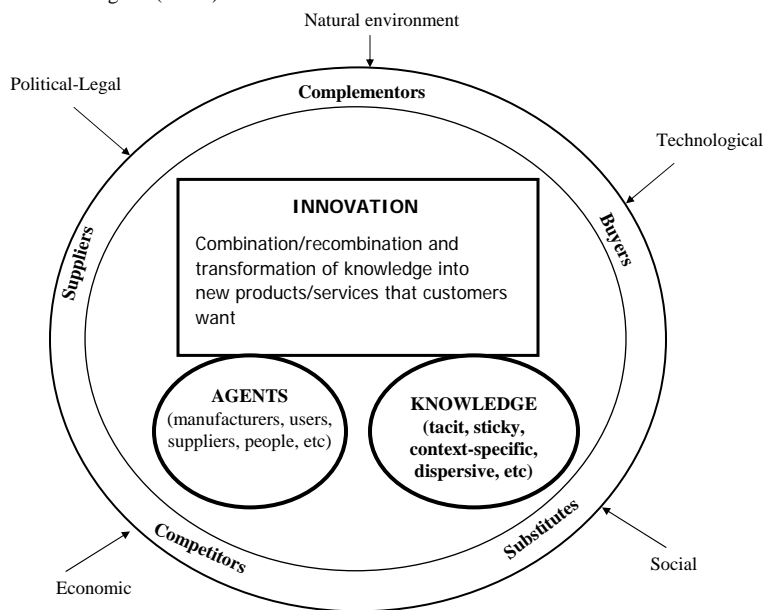 Natural environment
Political-Legal
Complementors
Technological
INNOVATION
Combination/recombination and
transformation of knowledge into
new products/services that customers
want
Suppliers
Buyers
AGENTS
(manufacturers, users,
suppliers, people, etc)
KNOWLEDGE
(tacit, sticky,
context-specific,
dispersive, etc)
Competitors
Substitutes
Economic
Social